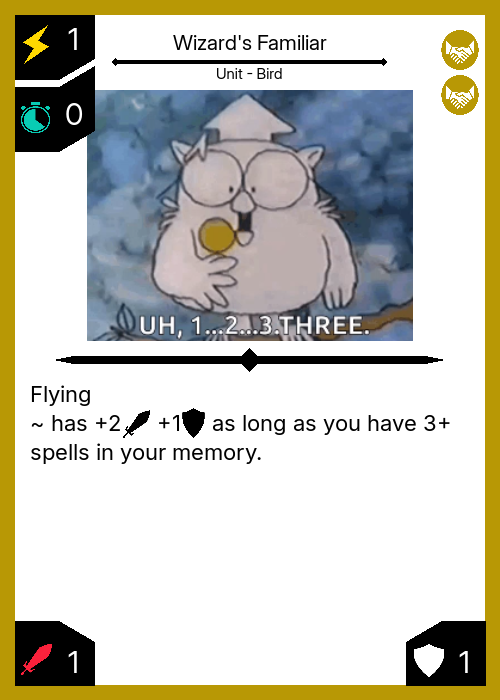 1
Wizard's Familiar
Unit - Bird
0
UH, 1...2...3.THREE.
Flying
~ has +2 +1 as long as you have 3+
spells in your memory.
1
1